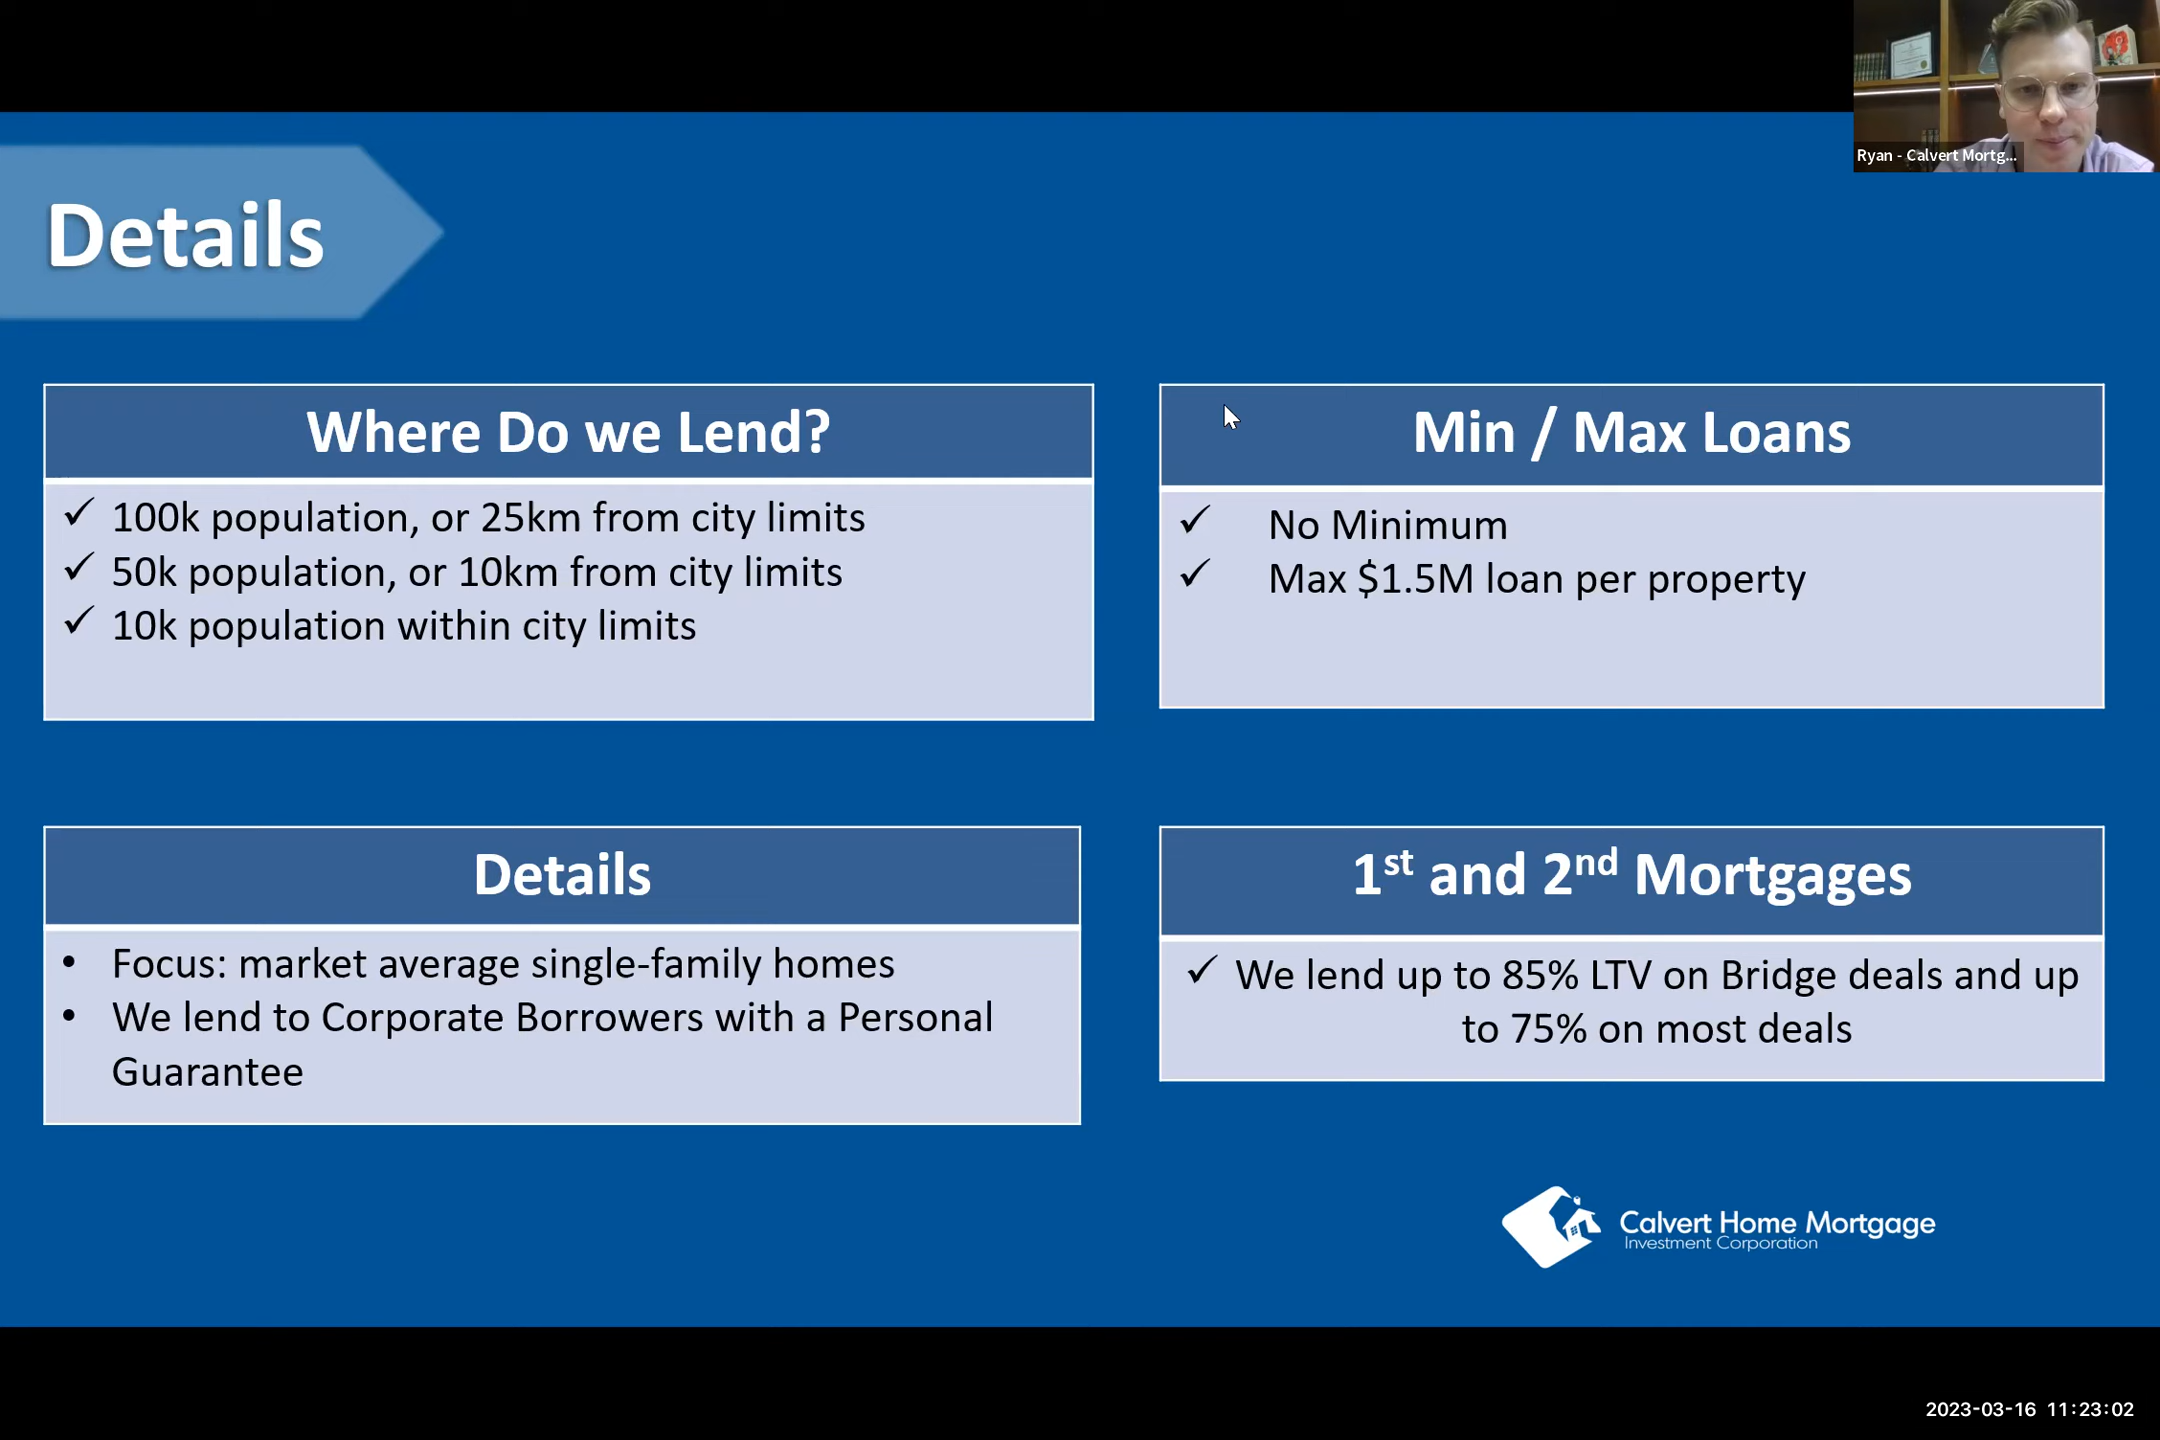 Ryan - Calvert Mortg...
Details
Where Do we Lend?
✓ 100k population, or 25km from city limits
✓ 50k population, or 10km from city limits
✓ 10k population within city limits
Min / Max Loans
✓ No Minimum
✓ Max $1.5M loan per property
Details
• Focus: market average single-family homes
• We lend to Corporate Borrowers with a Personal
Guarantee
1st and 2nd Mortgages
✓ We lend up to 85% LTV on Bridge deals and up
to 75% on most deals
Calvert Home Mortgage
Investment Corporation
2023-03-16 11:23:02